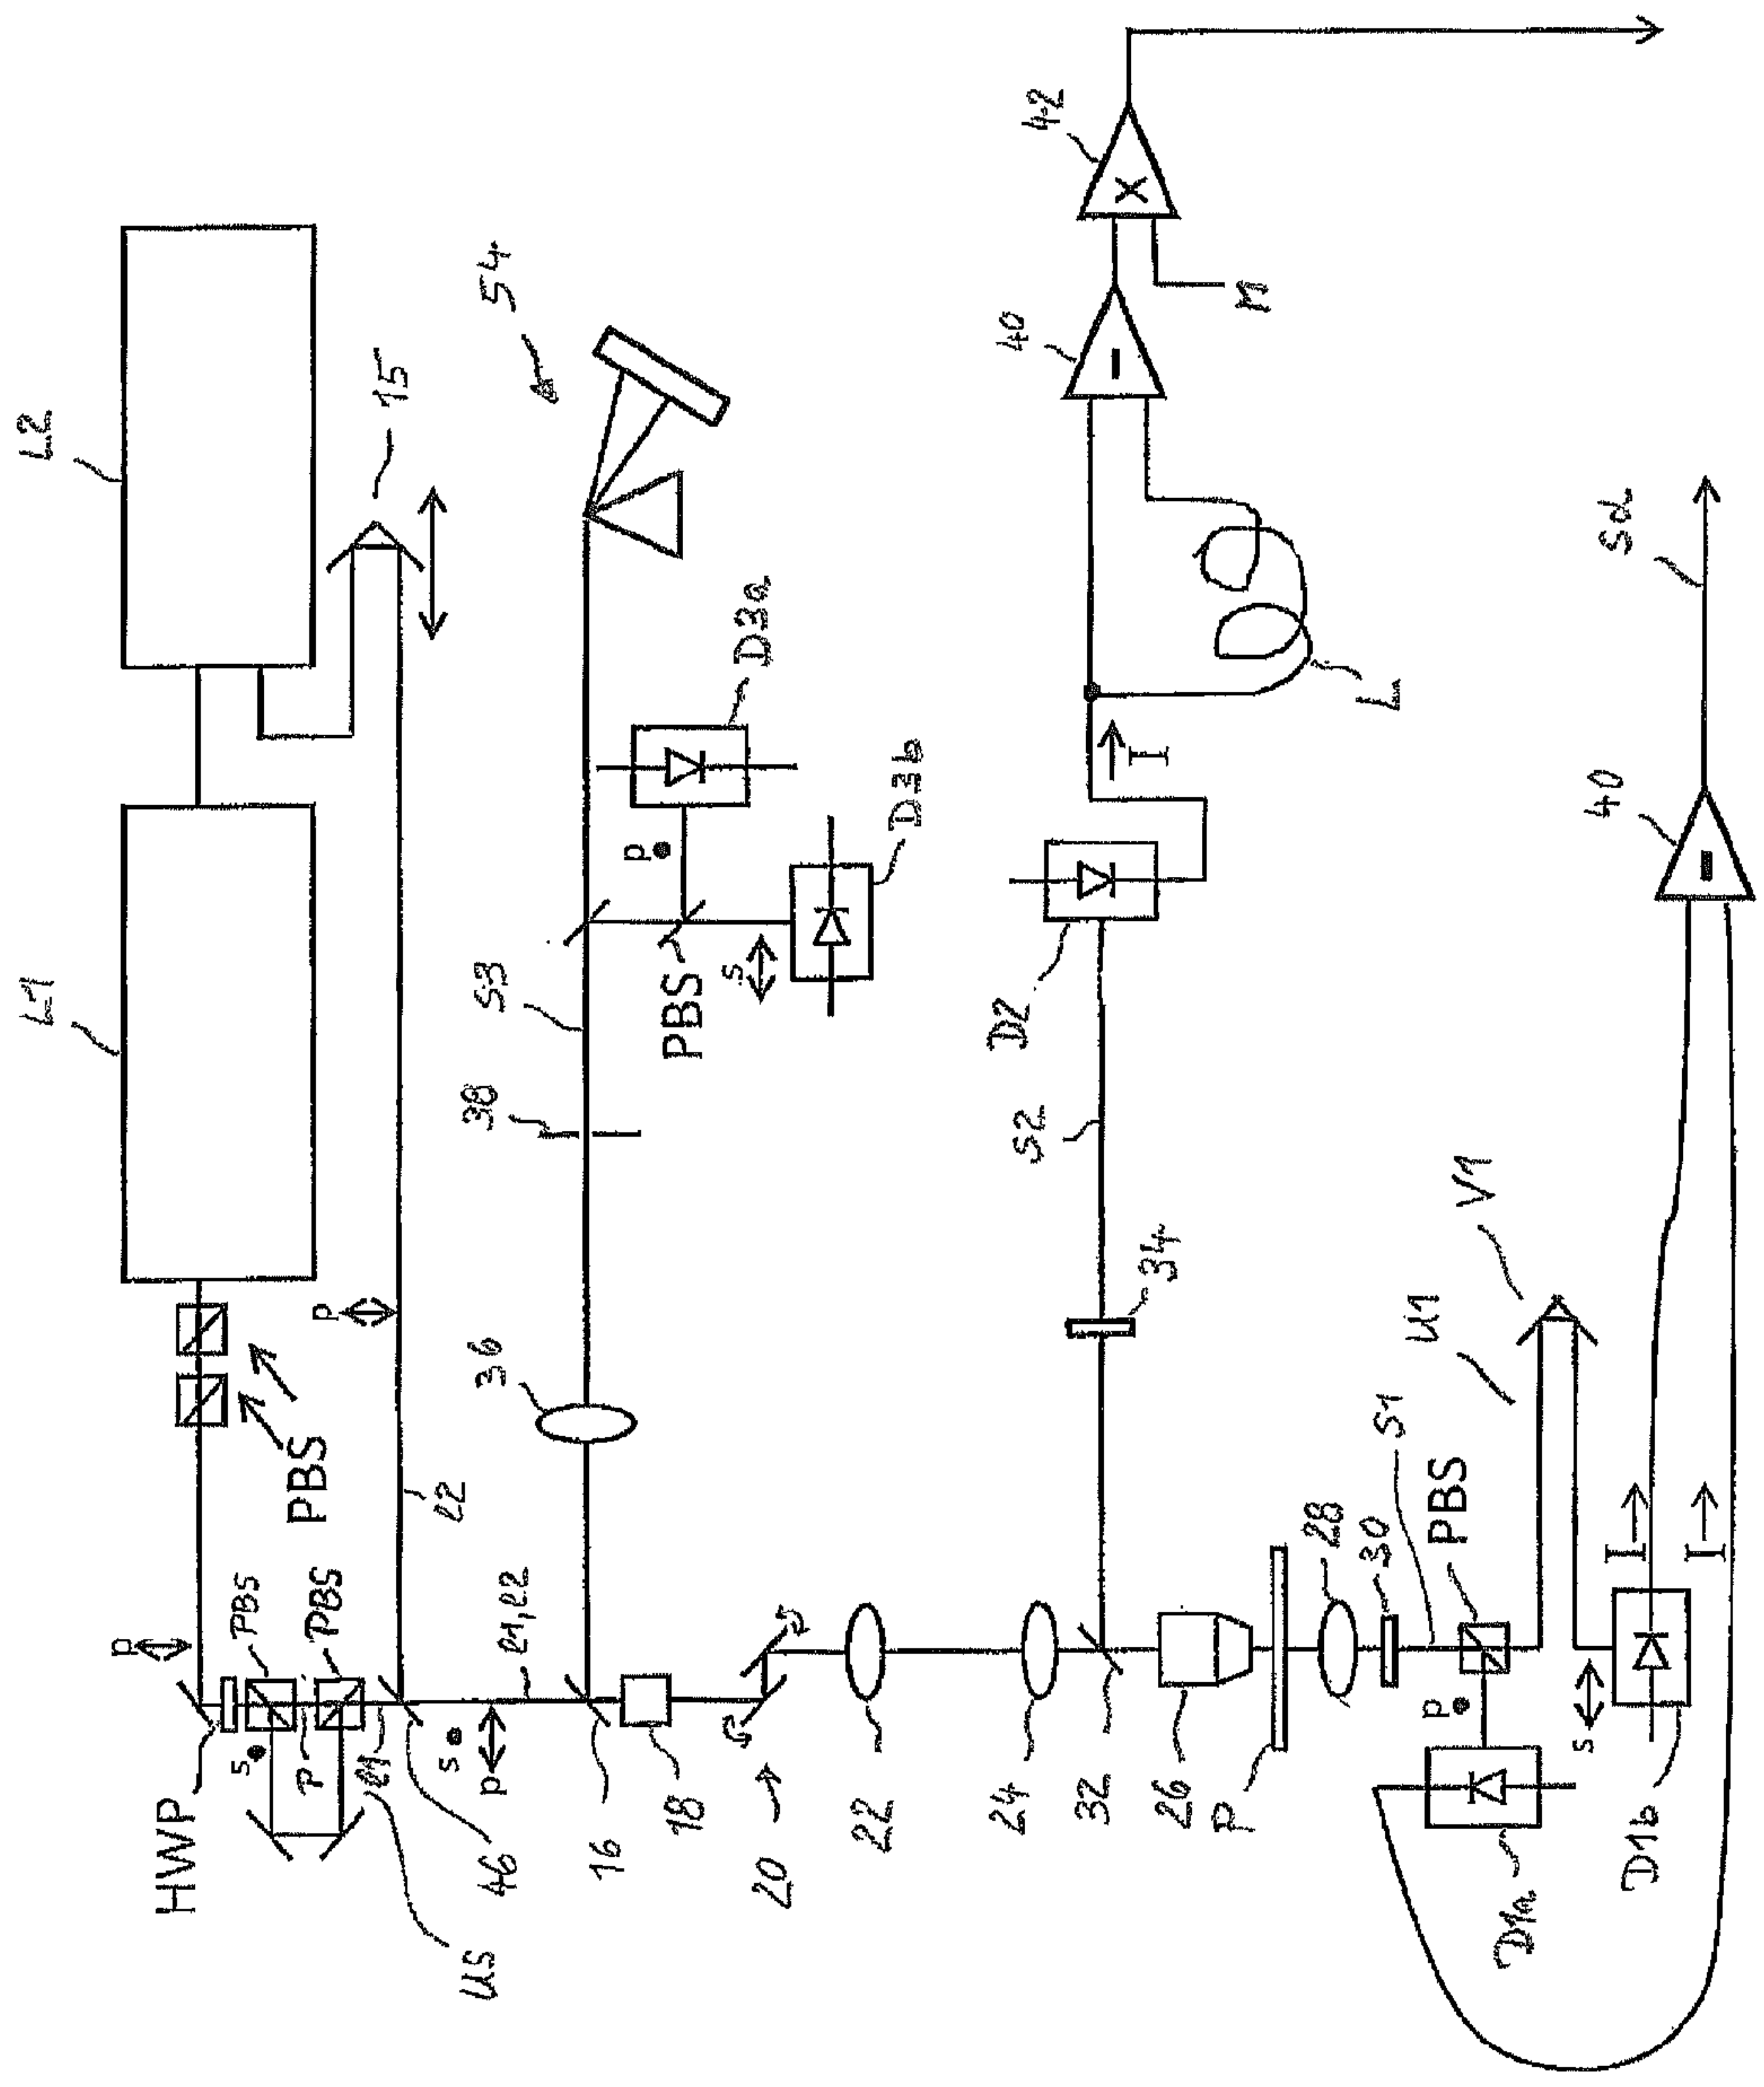 L1
L2
15
54
PBS
HWP
p
PBS
PBS
s
P
l1
US
46
p
l2
s
p
l1, l2
16
18
20
36
38
S3
PBS
p
s
D3a
D3b
22
24
32
26
P
28
30
S1
PBS
34
S2
D2
I
L
40
42
X
M
U1
V1
p
s
D1a
D1b
I
I
40
Sd